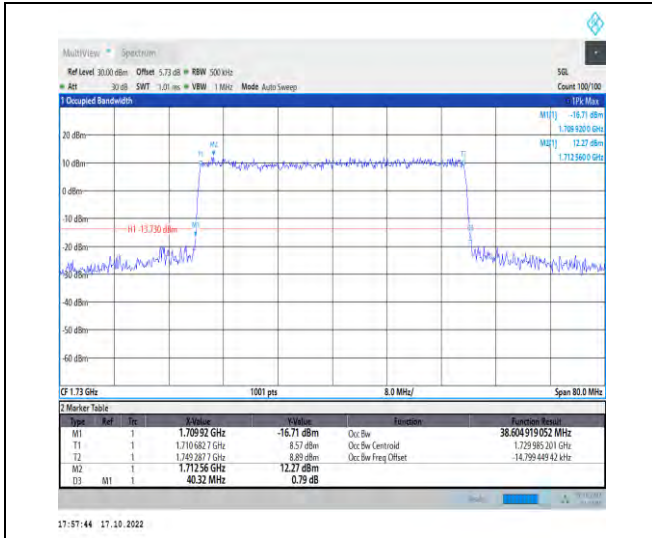 MultiView Spectrum
Ref Level 30.00 dBm Offset 5.73 dB RBW 500 kHz SGL
Att 30 dB SWT 1.01 ms VBW 1 MHz Mode Auto Sweep Count 100/100
1 Occupied Bandwidth 1Pk Max
M1[1] -16.71 dBm
1.709 920 0 GHz
M2[1] 12.27 dBm
1.712 560 0 GHz
20 dBm
M2
T1 T2
10 dBm
0 dBm
-10 dBm
H1 -13.730 dBm M1
-20 dBm
-30 dBm
-40 dBm
-50 dBm
-60 dBm
CF 1.73 GHz 1001 pts 8.0 MHz/ Span 80.0 MHz
2 Marker Table
Type Ref Trc X-Value Y-Value Function Function Result
M1 1 1.709 92 GHz -16.71 dBm Occ Bw 38.604 919 052 MHz
T1 1 1.710 682 7 GHz 8.57 dBm Occ Bw Centroid 1.729 985 201 GHz
T2 1 1.749 287 7 GHz 8.89 dBm Occ Bw Freq Offset -14.799 449 42 kHz
M2 1 1.712 56 GHz 12.27 dBm
D3 M1 1 40.32 MHz 0.79 dB
17:57:44 17.10.2022